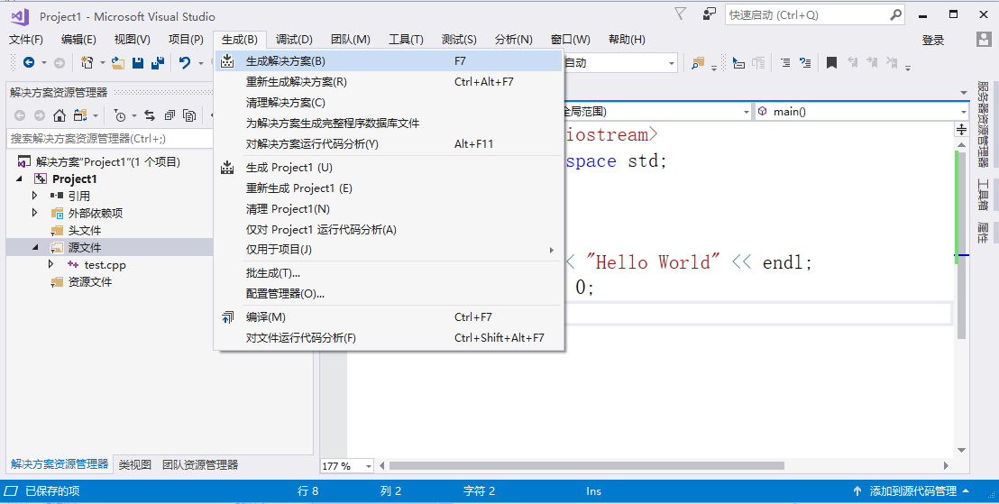 Project1 - Microsoft Visual Studio
快速启动 (Ctrl+Q)
文件(F) 编辑(E) 视图(V) 项目(P) 生成(B) 调试(D) 团队(M) 工具(T) 测试(S) 分析(N) 窗口(W) 帮助(H) 登录
自动
生成解决方案(B) F7
重新生成解决方案(R) Ctrl+Alt+F7
清理解决方案(C)
为解决方案生成完整程序数据库文件
对解决方案运行代码分析(Y) Alt+F11
生成 Project1 (U)
重新生成 Project1 (E)
清理 Project1(N)
仅对 Project1 运行代码分析(A)
仅用于项目(J)
批生成(T)...
配置管理器(O)...
编译(M) Ctrl+F7
对文件运行代码分析(F) Ctrl+Shift+Alt+F7
解决方案资源管理器
搜索解决方案资源管理器(Ctrl+;)
解决方案"Project1"(1 个项目)
Project1
引用
外部依赖项
头文件
源文件
test.cpp
资源文件
解决方案资源管理器 类视图 团队资源管理器
全局范围) main()
iostream>
space std;
< "Hello World" << endl;
0;
177 %
服务器资源管理器
工具箱
属性
已保存的项 行 8 列 2 字符 2 Ins 添加到源代码管理